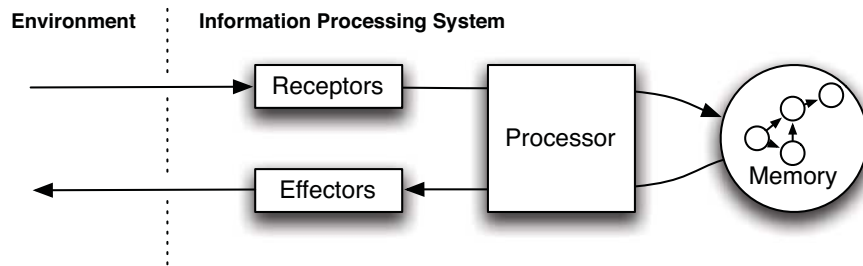 Environment
Information Processing System
Receptors
Processor
Effectors
Memory